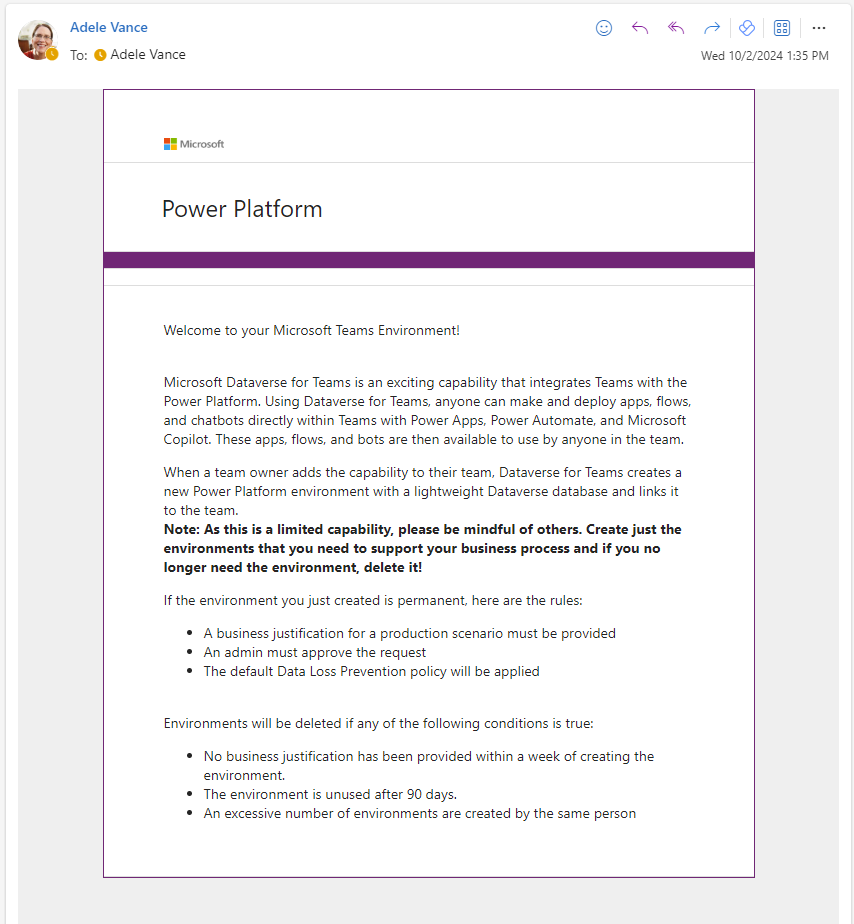 Adele Vance
To: Adele Vance
Wed 10/2/2024 1:35 PM
Microsoft
Power Platform
Welcome to your Microsoft Teams Environment!
Microsoft Dataverse for Teams is an exciting capability that integrates Teams with the
Power Platform. Using Dataverse for Teams, anyone can make and deploy apps, flows,
and chatbots directly within Teams with Power Apps, Power Automate, and Microsoft
Copilot. These apps, flows, and bots are then available to use by anyone in the team.
When a team owner adds the capability to their team, Dataverse for Teams creates a
new Power Platform environment with a lightweight Dataverse database and links it
to the team.
Note: As this is a limited capability, please be mindful of others. Create just the
environments that you need to support your business process and if you no
longer need the environment, delete it!
If the environment you just created is permanent, here are the rules:
• A business justification for a production scenario must be provided
• An admin must approve the request
• The default Data Loss Prevention policy will be applied
Environments will be deleted if any of the following conditions is true:
• No business justification has been provided within a week of creating the
environment.
• The environment is unused after 90 days.
• An excessive number of environments are created by the same person